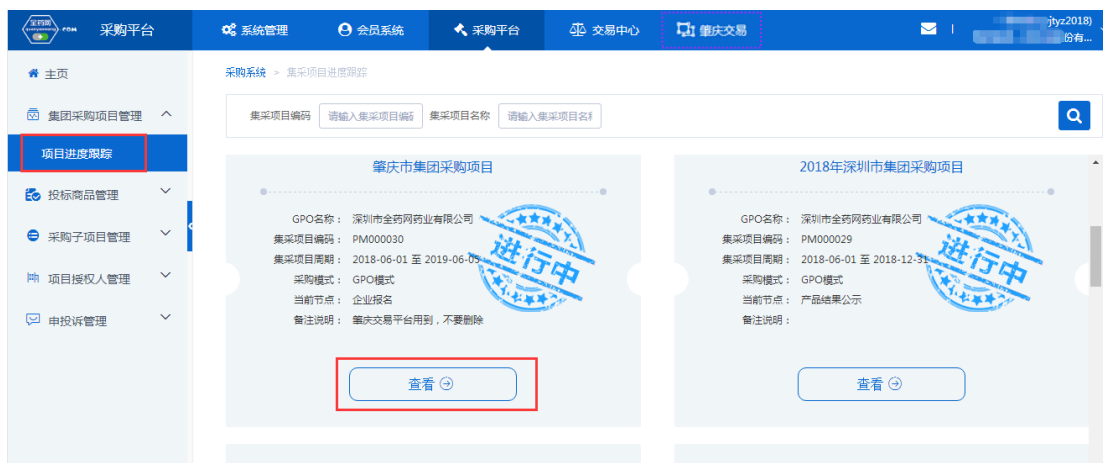 全药网 .COM 采购平台 系统管理 会员系统 采购平台 交易中心 肇庆交易 jtyz2018)
份有...
主页
集团采购项目管理
项目进度跟踪
投标商品管理
采购子项目管理
项目授权人管理
申投诉管理
采购系统 > 集采项目进度跟踪
集采项目编码 请输入集采项目编码 集采项目名称 请输入集采项目名称
肇庆市集团采购项目
GPO名称： 深圳市全药网药业有限公司
集采项目编码： PM000030
集采项目周期： 2018-06-01 至 2019-06-05
采购模式： GPO模式
当前节点： 企业报名
备注说明： 肇庆交易平台用到，不要删除
进行中
查看
2018年深圳市集团采购项目
GPO名称： 深圳市全药网药业有限公司
集采项目编码： PM000029
集采项目周期： 2018-06-01 至 2018-12-31
采购模式： GPO模式
当前节点： 产品结果公示
备注说明：
进行中
查看